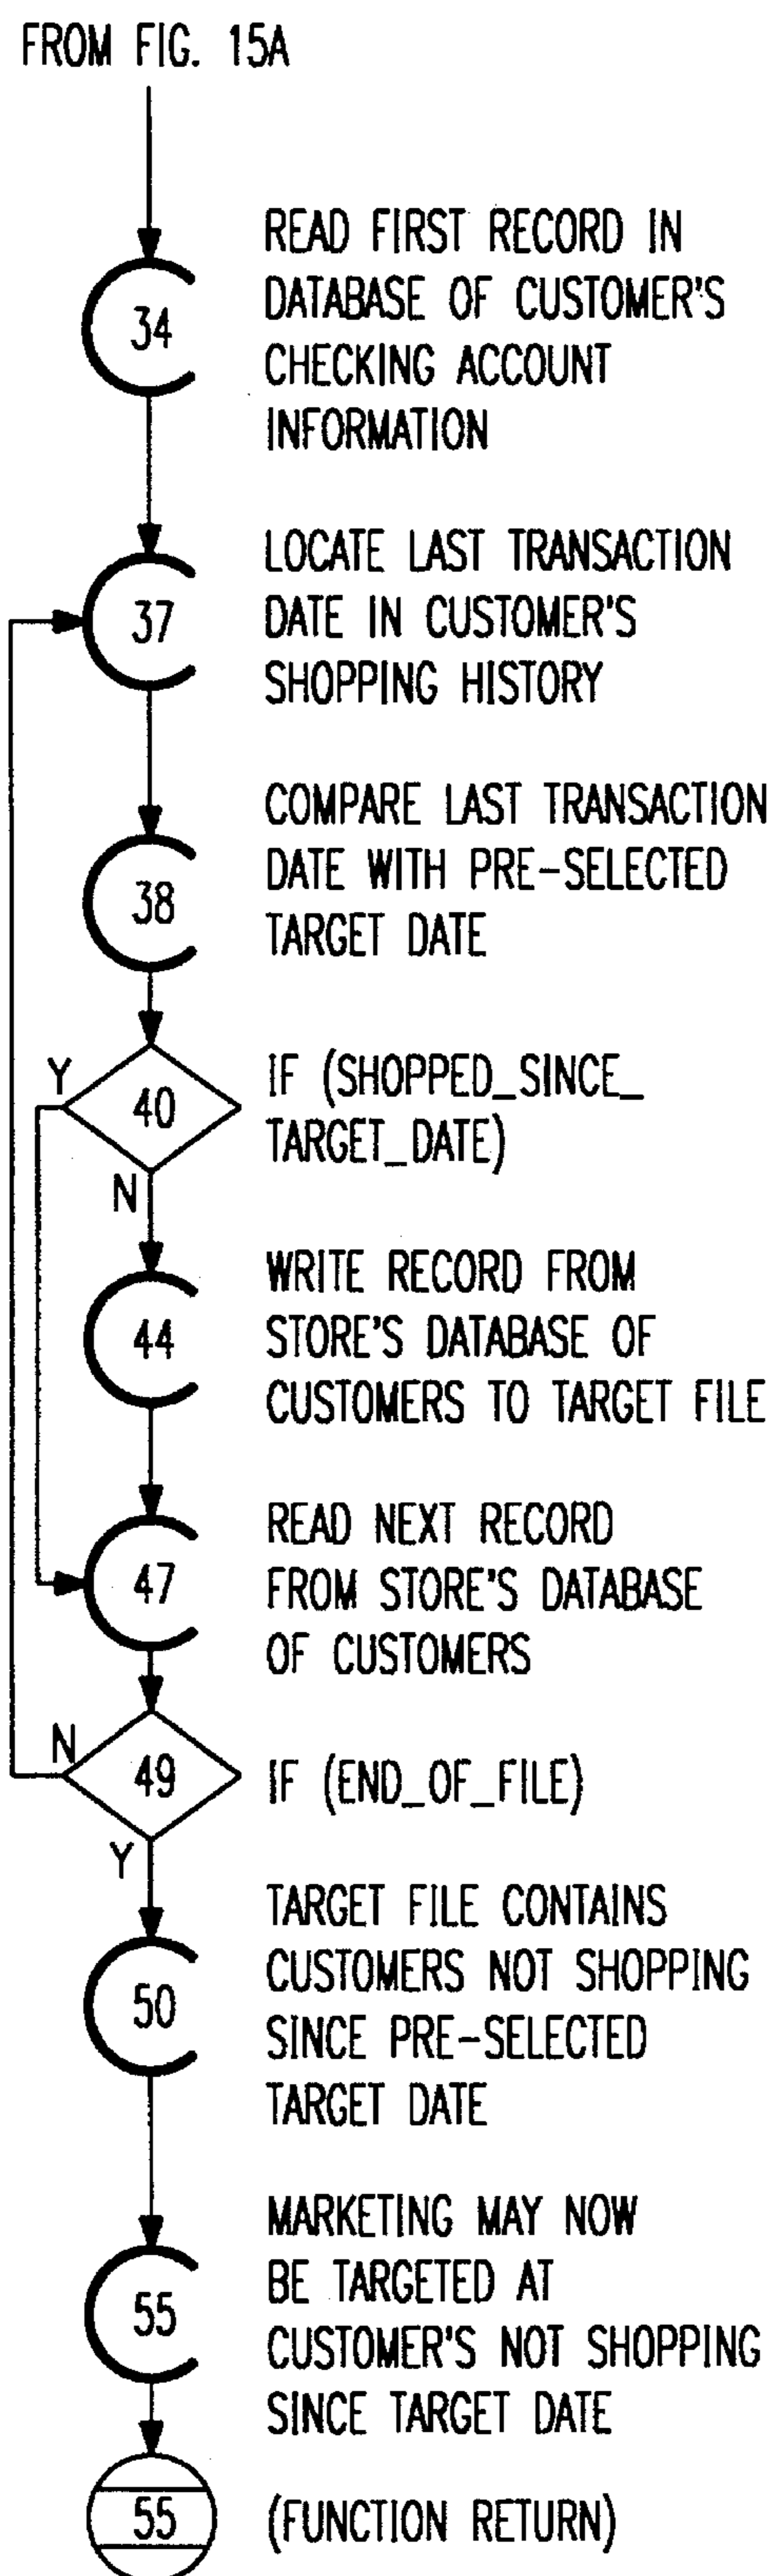 FROM FIG. 15A
READ FIRST RECORD IN
DATABASE OF CUSTOMER'S
34
CHECKING ACCOUNT
INFORMATION
LOCATE LAST TRANSACTION
37
DATE IN CUSTOMER'S
SHOPPING HISTORY
COMPARE LAST TRANSACTION
DATE WITH PRE-SELECTED
38
TARGET DATE
Y
40
IF (SHOPPED_SINCE_
TARGET_DATE)
N
WRITE RECORD FROM
44
STORE'S DATABASE OF
CUSTOMERS TO TARGET FILE
READ NEXT RECORD
47
FROM STORE'S DATABASE
OF CUSTOMERS
N
49
IF (END_OF_FILE)
Y
TARGET FILE CONTAINS
CUSTOMERS NOT SHOPPING
50
SINCE PRE-SELECTED
TARGET DATE
MARKETING MAY NOW
BE TARGETED AT
55
CUSTOMER'S NOT SHOPPING
SINCE TARGET DATE
55
(FUNCTION RETURN)